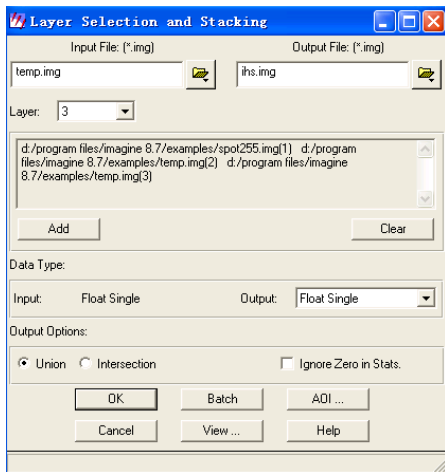 Layer Selection and Stacking
Input File: (*.img) Output File: (*.img)
temp.img ihs.img
Layer: 3
d:/program files/imagine 8.7/examples/spot255.img(1) d:/program
files/imagine 8.7/examples/temp.img(2) d:/program files/imagine
8.7/examples/temp.img(3)
Add Clear
Data Type:
Input: Float Single Output: Float Single
Output Options:
Union Intersection Ignore Zero in Stats.
OK Batch AOI ...
Cancel View ... Help